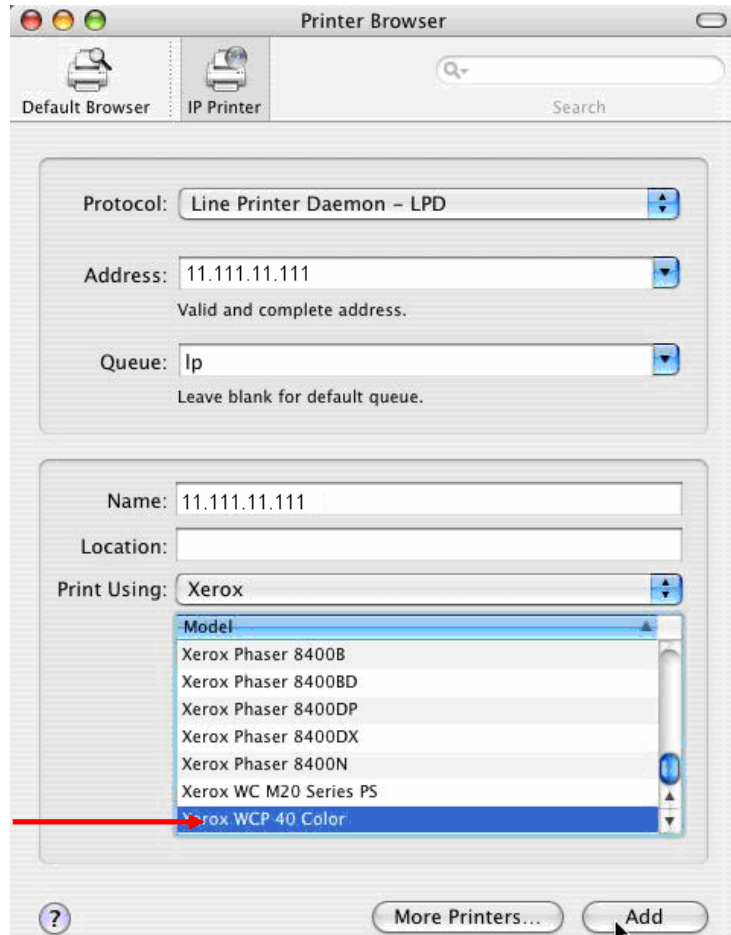 Printer Browser
Default Browser
IP Printer
Search
Protocol: Line Printer Daemon – LPD
Address: 11.111.11.111
Valid and complete address.
Queue: lp
Leave blank for default queue.
Name: 11.111.11.111
Location:
Print Using: Xerox
Model
Xerox Phaser 8400B
Xerox Phaser 8400BD
Xerox Phaser 8400DP
Xerox Phaser 8400DX
Xerox Phaser 8400N
Xerox WC M20 Series PS
Xerox WCP 40 Color
? More Printers... Add